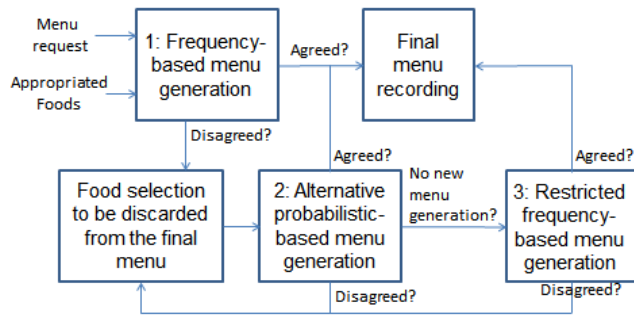 Menu
request
Appropriated
Foods
1: Frequency-
based menu
generation
Agreed?
Final
menu
recording
Disagreed?
Agreed?
No new
menu
generation?
Agreed?
Food selection
to be discarded
from the final
menu
2: Alternative
probabilistic-
based menu
generation
3: Restricted
frequency-
based menu
generation
Disagreed?
Disagreed?